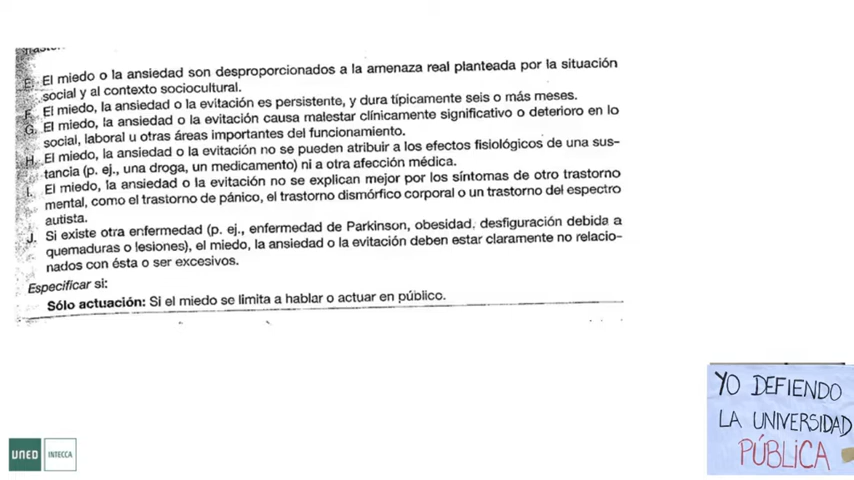 E. El miedo o la ansiedad son desproporcionados a la amenaza real planteada por la situación
social y al contexto sociocultural.
F. El miedo, la ansiedad o la evitación es persistente, y dura típicamente seis o más meses.
G. El miedo, la ansiedad o la evitación causa malestar clínicamente significativo o deterioro en lo
social, laboral u otras áreas importantes del funcionamiento.
H. El miedo, la ansiedad o la evitación no se pueden atribuir a los efectos fisiológicos de una sus-
tancia (p. ej., una droga, un medicamento) ni a otra afección médica.
I. El miedo, la ansiedad o la evitación no se explican mejor por los síntomas de otro trastorno
mental, como el trastorno de pánico, el trastorno dismórfico corporal o un trastorno del espectro
autista.
J. Si existe otra enfermedad (p. ej., enfermedad de Parkinson, obesidad, desfiguración debida a
quemaduras o lesiones), el miedo, la ansiedad o la evitación deben estar claramente no relacio-
nados con ésta o ser excesivos.
Especificar si:
Sólo actuación: Si el miedo se limita a hablar o actuar en público.
YO DEFIENDO
LA UNIVERSIDAD
PÚBLICA
UNED INTECCA